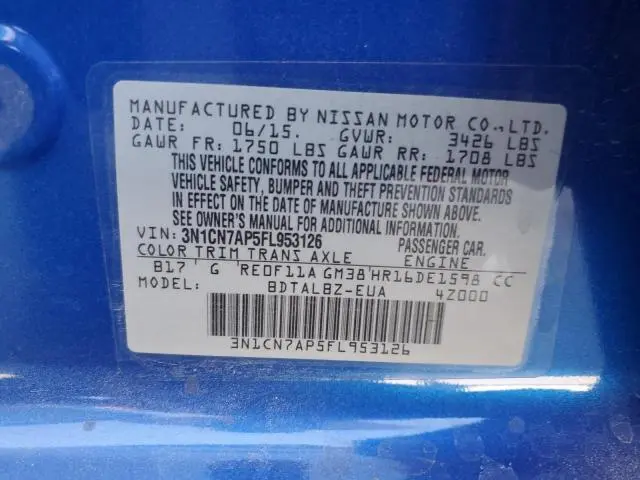 MANUFACTURED BY NISSAN MOTOR CO.,LTD.
DATE: 06/15. GVWR: 3426 LBS
GAWR FR: 1750 LBS GAWR RR: 1708 LBS
THIS VEHICLE CONFORMS TO ALL APPLICABLE FEDERAL MOTOR
VEHICLE SAFETY, BUMPER AND THEFT PREVENTION STANDARDS
IN EFFECT ON THE DATE OF MANUFACTURE SHOWN ABOVE.
SEE OWNER'S MANUAL FOR ADDITIONAL INFORMATION.
VIN: 3N1CN7AP5FL953126 PASSENGER CAR.
COLOR TRIM TRANS AXLE ENGINE
B17 G RE0F11A GM38 HR16DE1598 CC
MODEL: BDTALBZ-EUA 4Z000
3N1CN7AP5FL953126